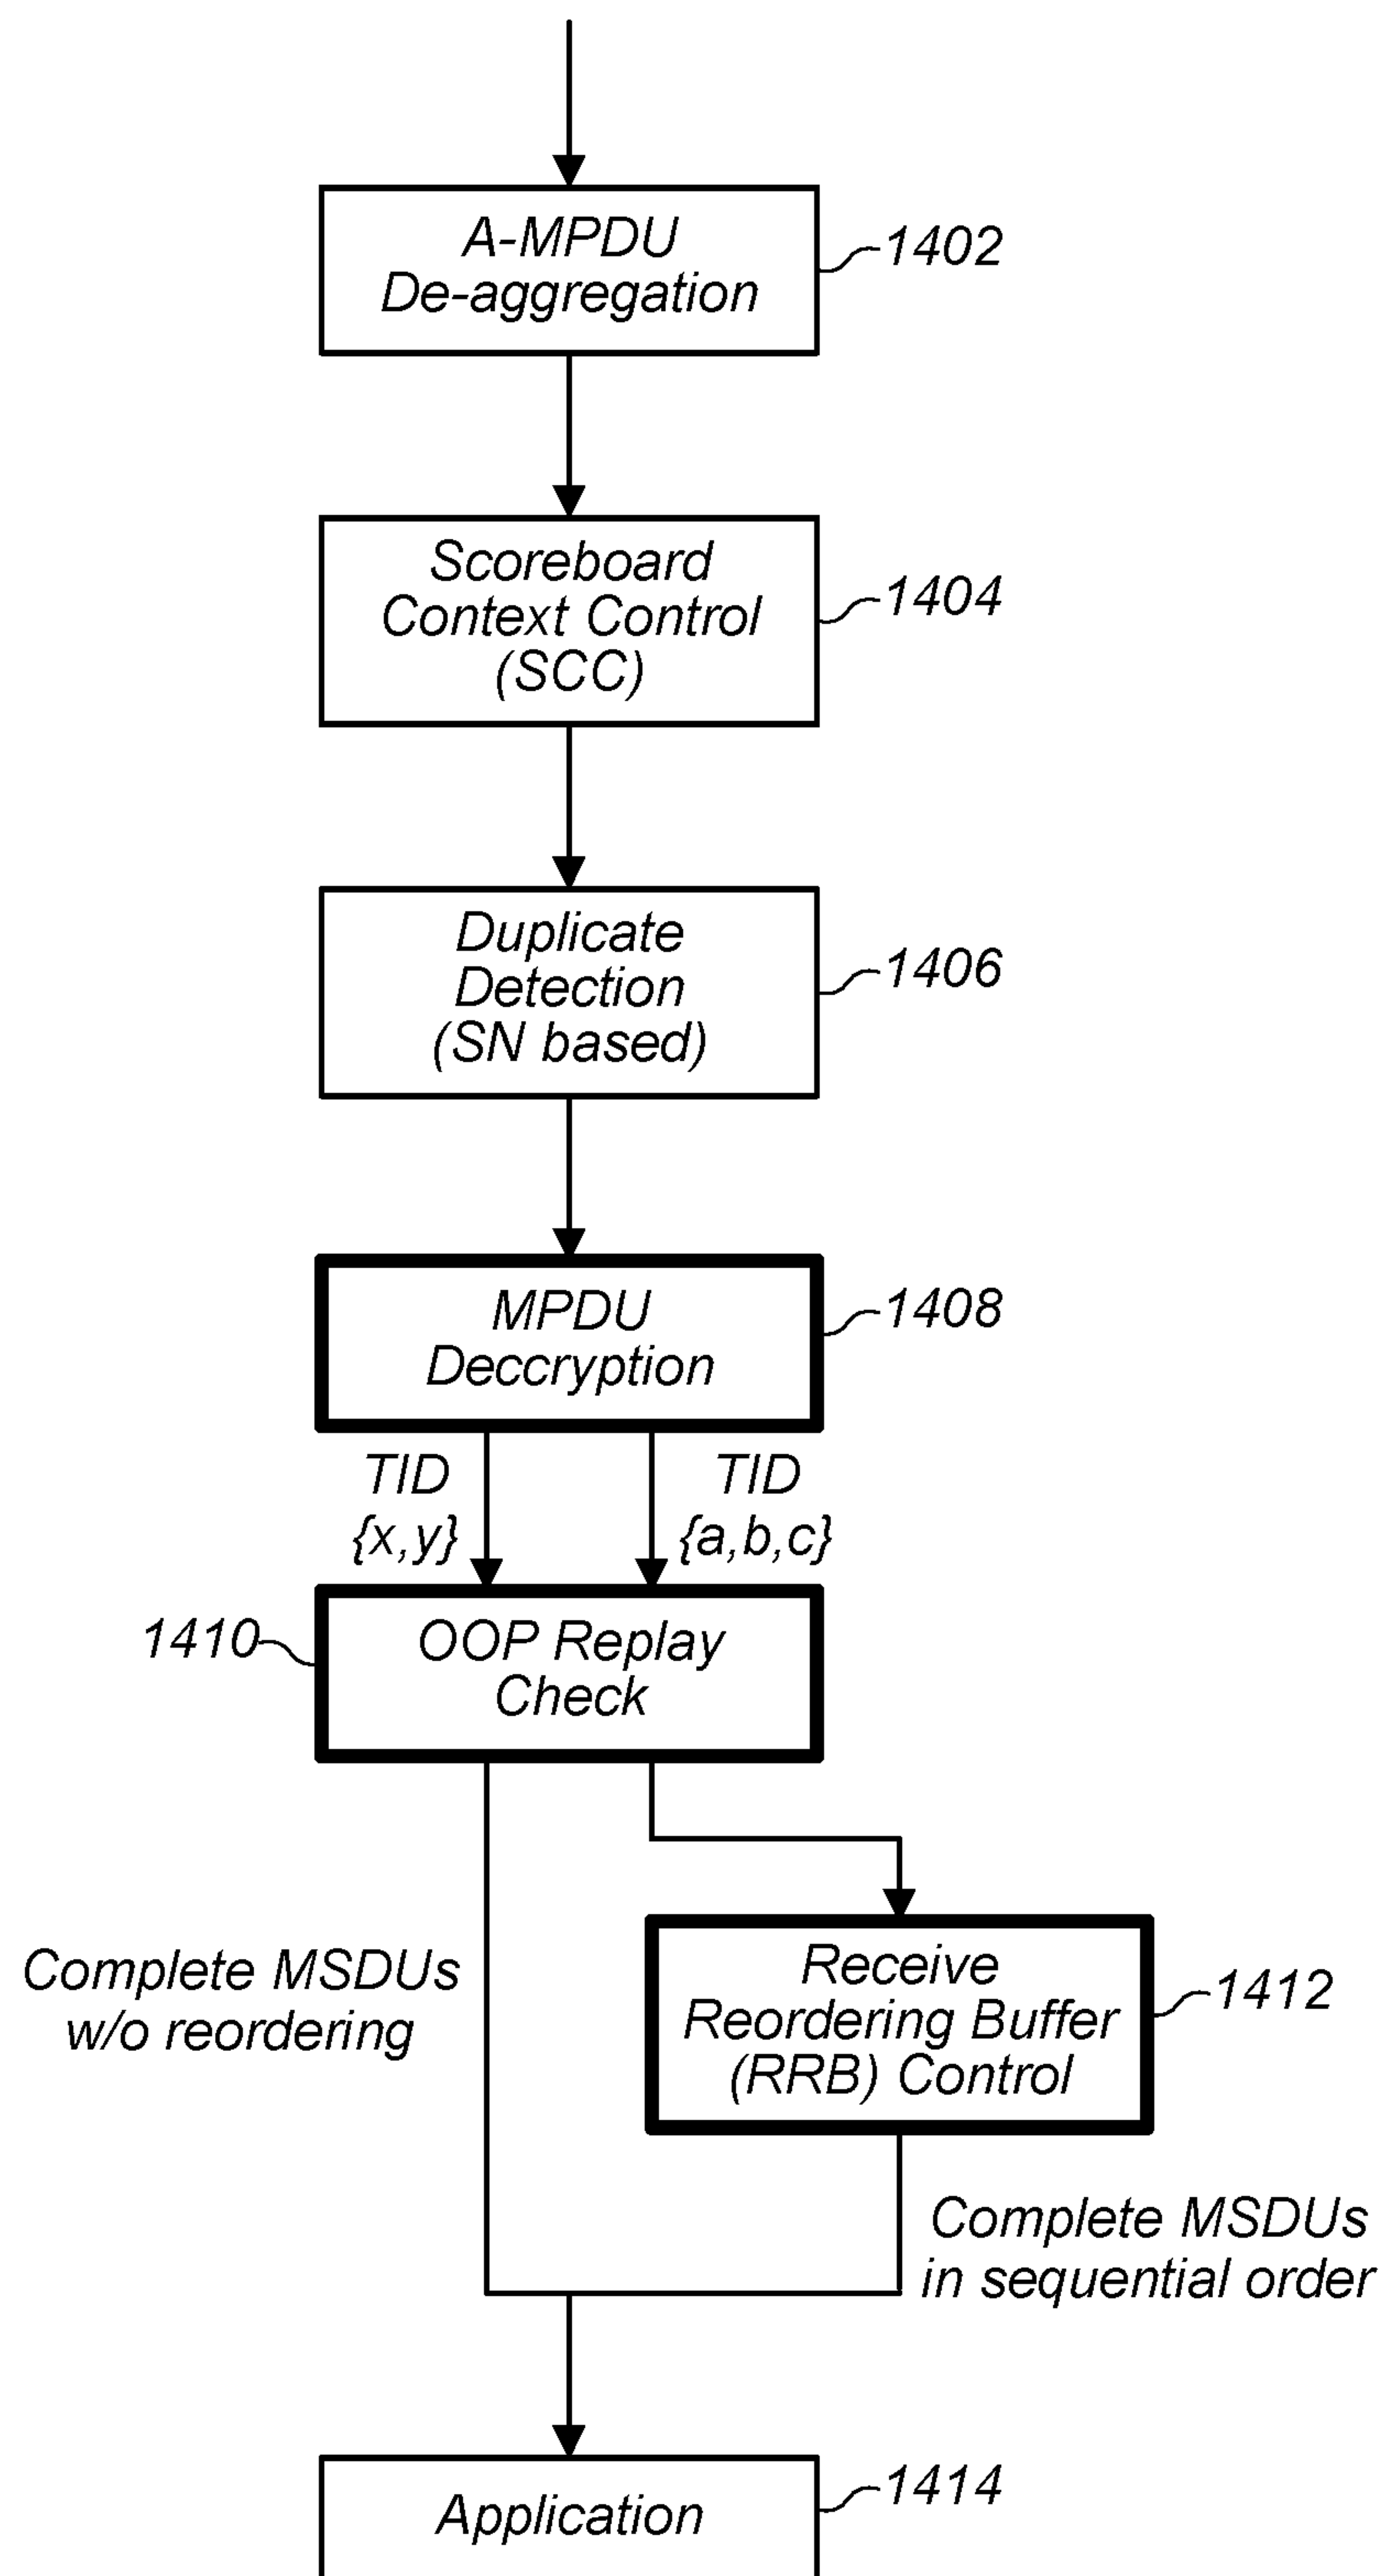 A-MPDU
De-aggregation
1402
Scoreboard
Context Control
(SCC)
1404
Duplicate
Detection
(SN based)
1406
MPDU
Deccryption
1408
TID
{x,y}
TID
{a,b,c}
1410
OOP Replay
Check
Complete MSDUs
w/o reordering
Receive
Reordering Buffer
(RRB) Control
1412
Complete MSDUs
in sequential order
Application
1414